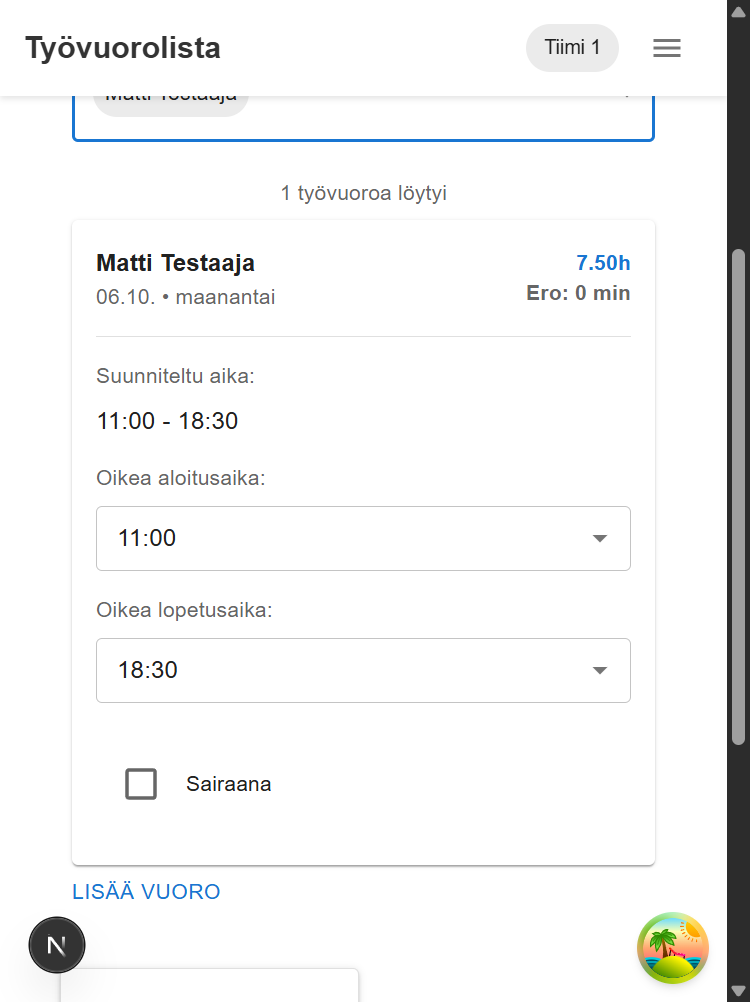 Työvuorolista
Tiimi 1
Matti Testaaja
1 työvuoroa löytyi
Matti Testaaja
7.50h
06.10. • maanantai
Ero: 0 min
Suunniteltu aika:
11:00 - 18:30
Oikea aloitusaika:
11:00
Oikea lopetusaika:
18:30
Sairaana
LISÄÄ VUORO
N